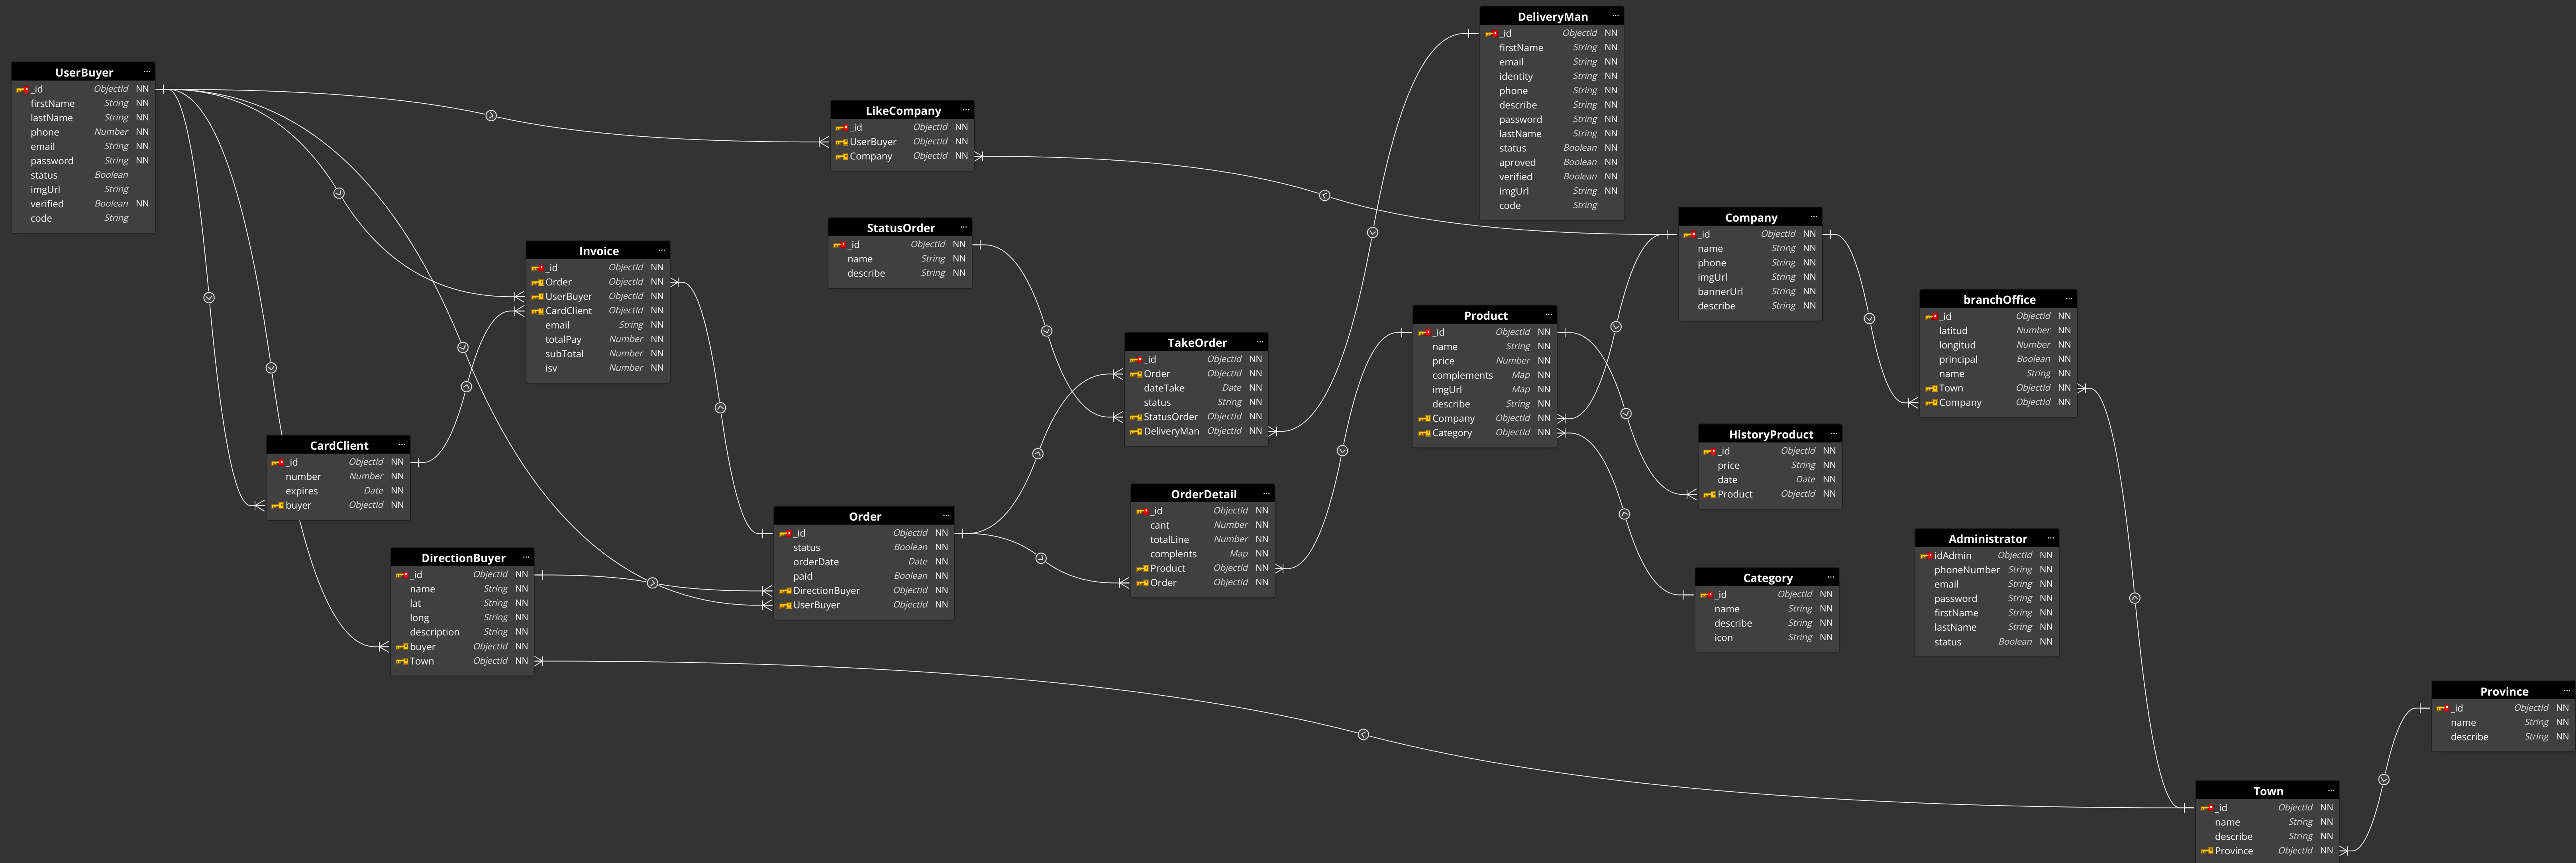 DeliveryMan ...
_id ObjectId NN
firstName String NN
email String NN
identity String NN
phone String NN
describe String NN
password String NN
lastName String NN
status Boolean NN
aproved Boolean NN
verified Boolean NN
imgUrl String NN
code String
UserBuyer ...
_id ObjectId NN
firstName String NN
lastName String NN
phone Number NN
email String NN
password String NN
status Boolean
imgUrl String
verified Boolean NN
code String
LikeCompany ...
_id ObjectId NN
UserBuyer ObjectId NN
Company ObjectId NN
Company ...
_id ObjectId NN
name String NN
phone String NN
imgUrl String NN
bannerUrl String NN
describe String NN
StatusOrder ...
_id ObjectId NN
name String NN
describe String NN
Invoice ...
_id ObjectId NN
Order ObjectId NN
UserBuyer ObjectId NN
CardClient ObjectId NN
email String NN
totalPay Number NN
subTotal Number NN
isv Number NN
branchOffice ...
_id ObjectId NN
latitud Number NN
longitud Number NN
principal Boolean NN
name String NN
Town ObjectId NN
Company ObjectId NN
Product ...
_id ObjectId NN
name String NN
price Number NN
complements Map NN
imgUrl Map NN
describe String NN
Company ObjectId NN
Category ObjectId NN
TakeOrder ...
_id ObjectId NN
Order ObjectId NN
dateTake Date NN
status String NN
StatusOrder ObjectId NN
DeliveryMan ObjectId NN
HistoryProduct ...
_id ObjectId NN
price String NN
date Date NN
Product ObjectId NN
CardClient ...
_id ObjectId NN
number Number NN
expires Date NN
buyer ObjectId NN
OrderDetail ...
_id ObjectId NN
cant Number NN
totalLine Number NN
complents Map NN
Product ObjectId NN
Order ObjectId NN
Order ...
_id ObjectId NN
status Boolean NN
orderDate Date NN
paid Boolean NN
DirectionBuyer ObjectId NN
UserBuyer ObjectId NN
Administrator ...
idAdmin ObjectId NN
phoneNumber String NN
email String NN
password String NN
firstName String NN
lastName String NN
status Boolean NN
DirectionBuyer ...
_id ObjectId NN
name String NN
lat String NN
long String NN
description String NN
buyer ObjectId NN
Town ObjectId NN
Category ...
_id ObjectId NN
name String NN
describe String NN
icon String NN
Province ...
_id ObjectId NN
name String NN
describe String NN
Town ...
_id ObjectId NN
name String NN
describe String NN
Province ObjectId NN